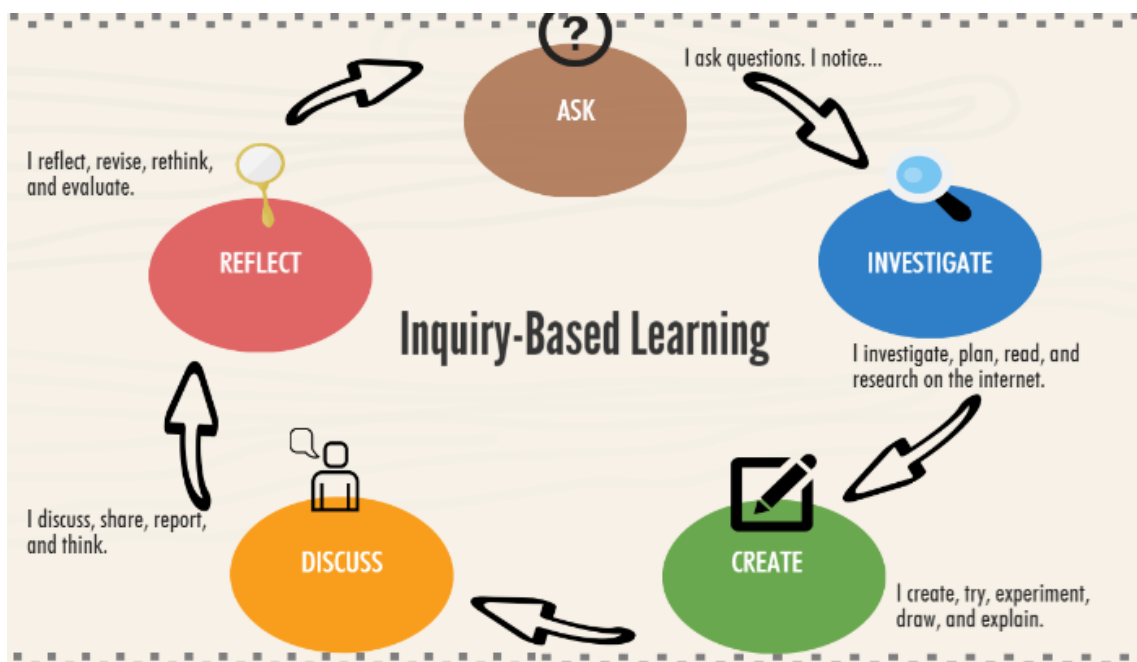 ?
ASK
I ask questions. I notice...
INVESTIGATE
I investigate, plan, read, and
research on the internet.
CREATE
I create, try, experiment,
draw, and explain.
DISCUSS
I discuss, share, report,
and think.
REFLECT
I reflect, revise, rethink,
and evaluate.
Inquiry-Based Learning